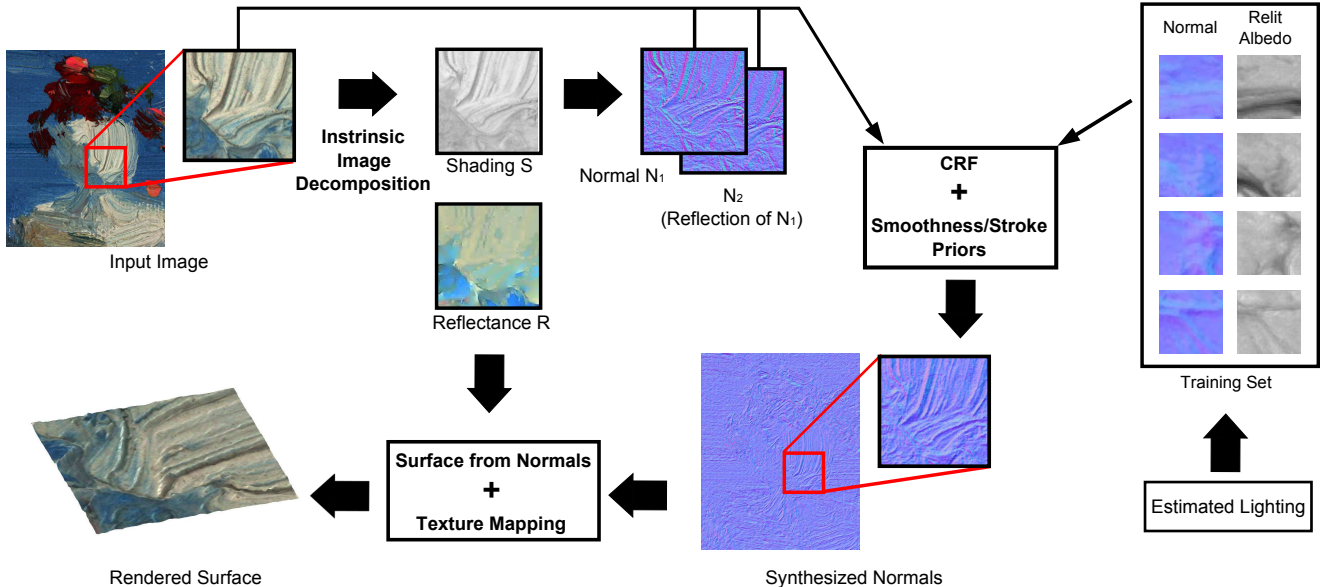 Input Image
Instrinsic
Image
Decomposition
Shading S
Reflectance R
Normal N₁
N₂
(Reflection of N₁)
CRF
+
Smoothness/Stroke
Priors
Normal
Relit
Albedo
Training Set
Estimated Lighting
Synthesized Normals
Surface from Normals
+
Texture Mapping
Rendered Surface